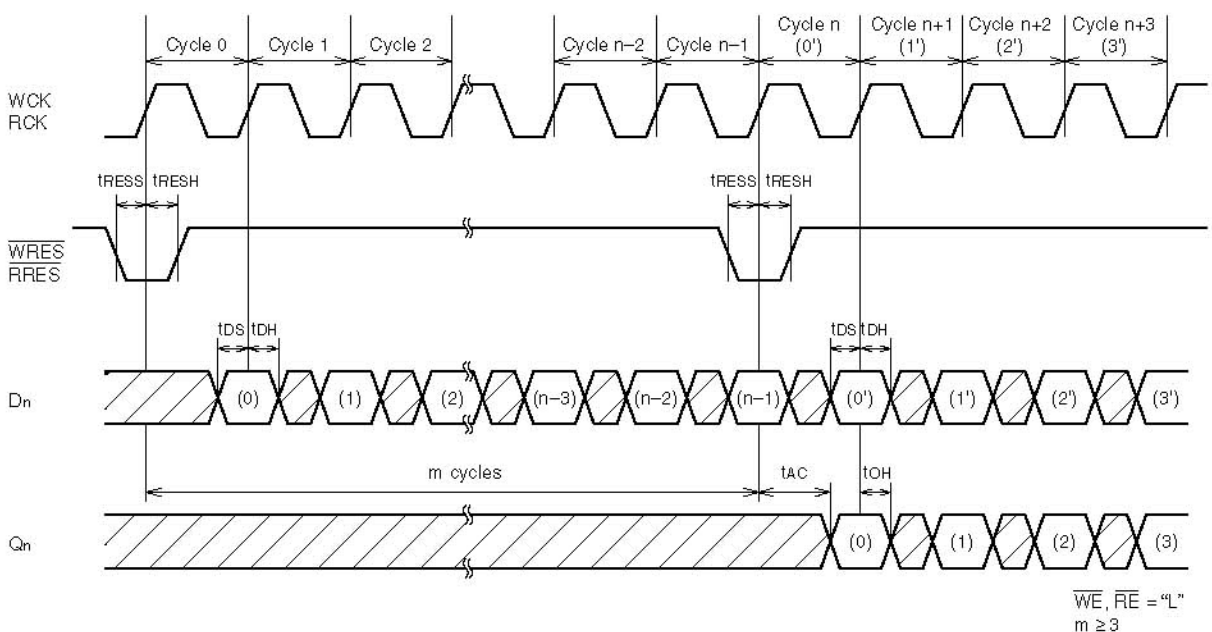 Cycle 0 Cycle 1 Cycle 2 Cycle n−2 Cycle n−1 Cycle n Cycle n+1 Cycle n+2 Cycle n+3
(0') (1') (2') (3')
WCK
RCK
tRESS tRESH tRESS tRESH
WRES
RRES
tDS tDH tDS tDH
Dn (0) (1) (2) (n−3) (n−2) (n−1) (0') (1') (2') (3')
m cycles tAC tOH
Qn (0) (1) (2) (3)
WE, RE = “L”
m ≥ 3